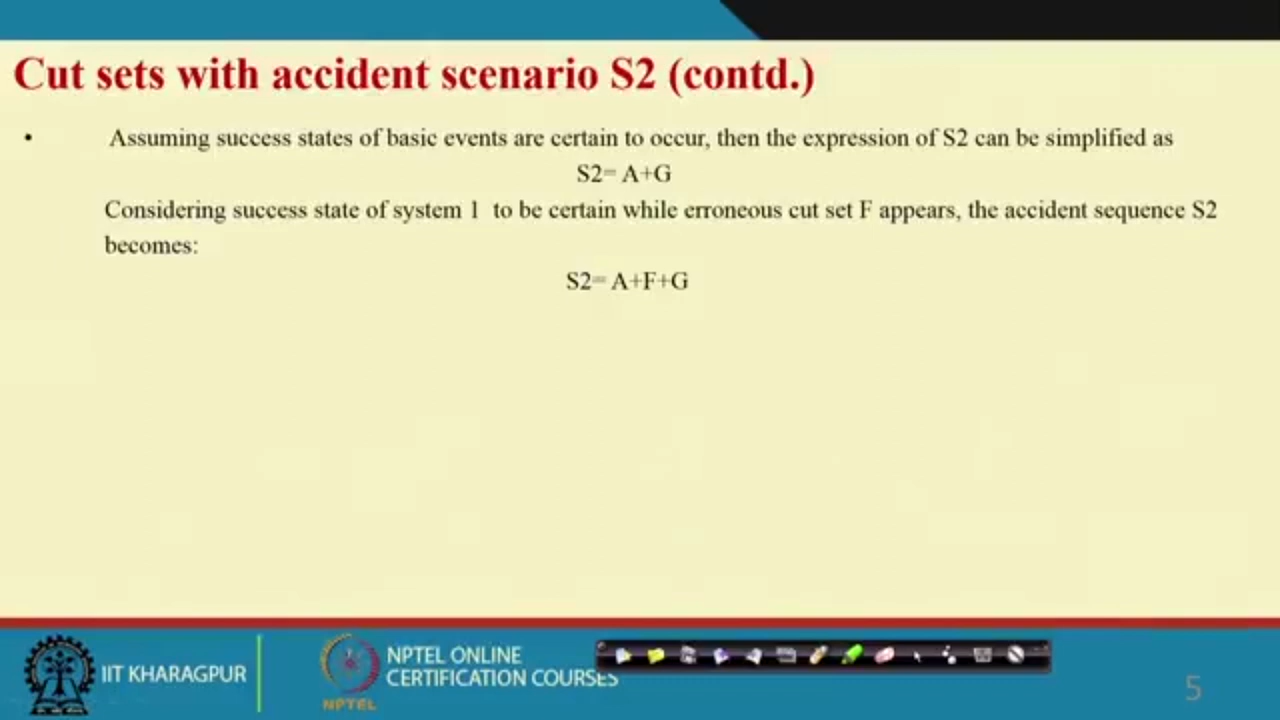 Cut sets with accident scenario S2 (contd.)
• Assuming success states of basic events are certain to occur, then the expression of S2 can be simplified as
S2= A+G
Considering success state of system 1 to be certain while erroneous cut set F appears, the accident sequence S2
becomes:
S2= A+F+G
IIT KHARAGPUR
NPTEL
NPTEL ONLINE
CERTIFICATION COURSES
5